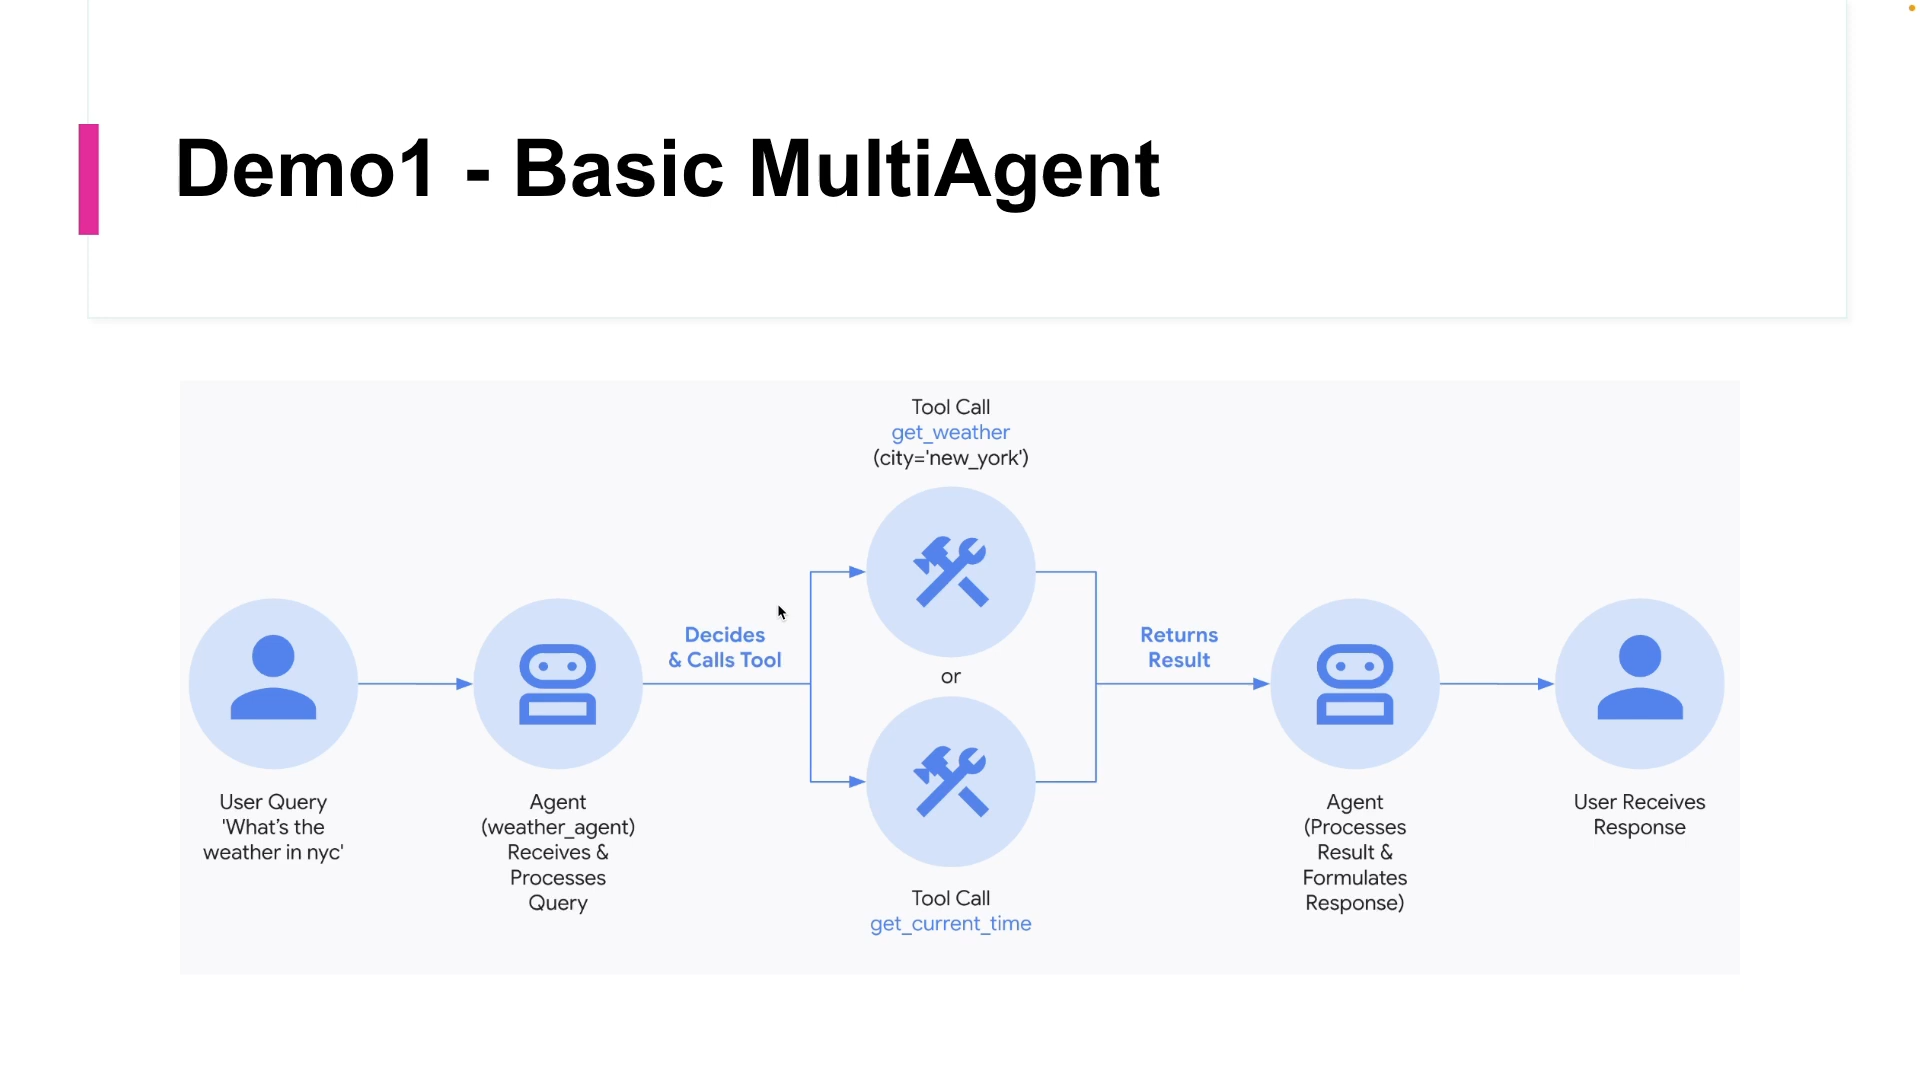 Demo1 - Basic MultiAgent
Tool Call
get_weather
(city='new_york')
Decides
& Calls Tool
or
Returns
Result
User Query
'What’s the
weather in nyc'
Agent
(weather_agent)
Receives &
Processes
Query
Tool Call
get_current_time
Agent
(Processes
Result &
Formulates
Response)
User Receives
Response